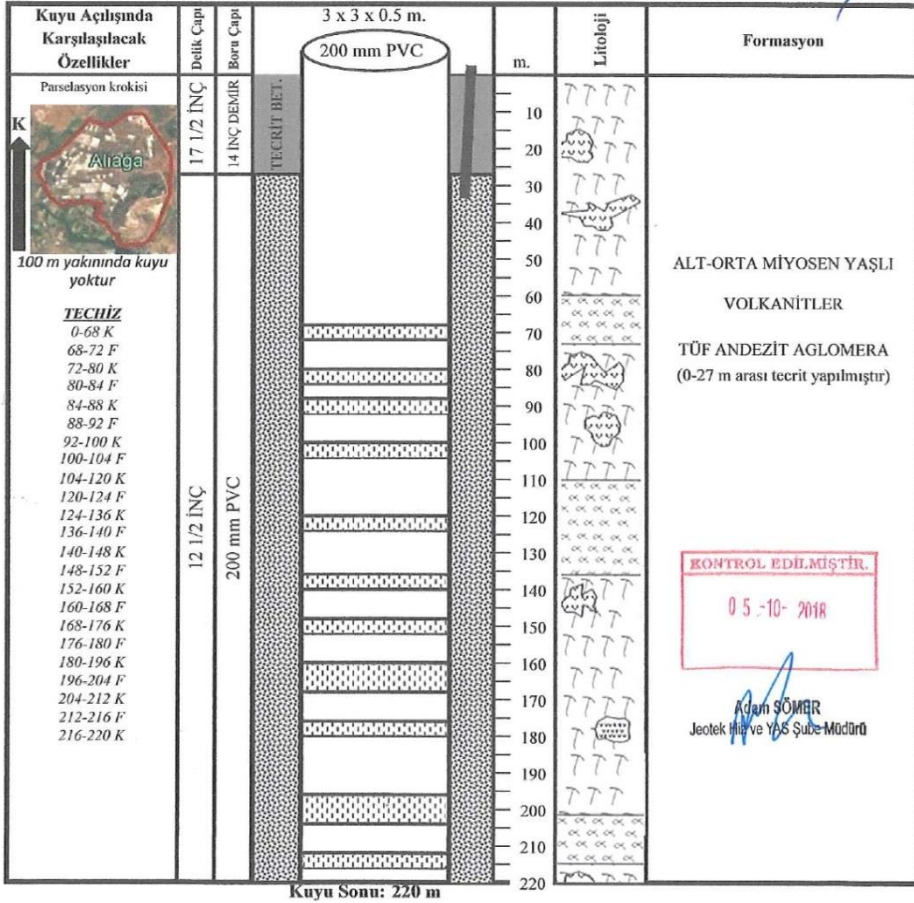 Kuyu Açılışında
Karşılaşılacak
Özellikler
Delik Çapı
Boru Çapı
3 x 3 x 0.5 m.
200 mm PVC
m.
Litoloji
Formasyon
Parselasyon krokisi
K
Aliağa
100 m yakınında kuyu
yoktur
17 1/2 İNÇ
14 İNÇ DEMİR
TECRİT BET.
TECHİZ
0-68 K
68-72 F
72-80 K
80-84 F
84-88 K
88-92 F
92-100 K
100-104 F
104-120 K
120-124 F
124-136 K
136-140 F
140-148 K
148-152 F
152-160 K
160-168 F
168-176 K
176-180 F
180-196 K
196-204 F
204-212 K
212-216 F
216-220 K
12 1/2 İNÇ
200 mm PVC
10
20
30
40
50
60
70
80
90
100
110
120
130
140
150
160
170
180
190
200
210
220
ALT-ORTA MİYOSEN YAŞLI
VOLKANİTLER
TÜF ANDEZİT AGLOMERA
(0-27 m arası tecrit yapılmıştır)
KONTROL EDİLMİŞTİR.
05-10-2018
Adem SÖMER
Jeotek Hiz ve YAS Şube Müdürü
Kuyu Sonu: 220 m